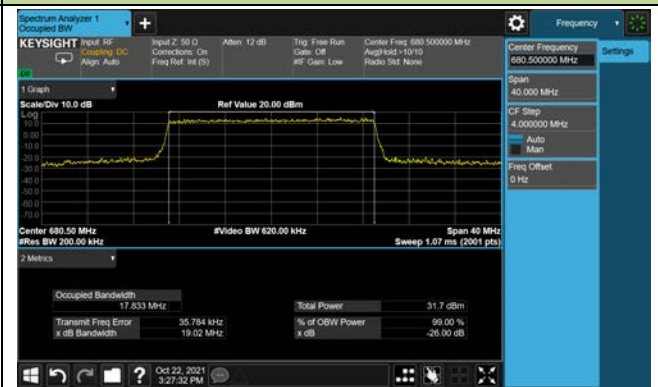 Spectrum Analyzer 1
Occupied BW
+
Frequency
KEYSIGHT
Input: RF
Coupling: DC
Align: Auto
Input Z: 50 Ω
Corrections: On
Freq Ref: Int (S)
Atten: 12 dB
Trig: Free Run
Gate: Off
#IF Gain: Low
Center Freq: 680.500000 MHz
Avg|Hold:>10/10
Radio Std: None
Center Frequency
680.500000 MHz
Settings
Span
40.000 MHz
CF Step
4.000000 MHz
Auto
Man
Freq Offset
0 Hz
1 Graph
Scale/Div 10.0 dB
Ref Value 20.00 dBm
Log
10.0
0.00
-10.0
-20.0
-30.0
-40.0
-50.0
-60.0
-70.0
Center 680.50 MHz
#Video BW 620.00 kHz
Span 40 MHz
#Res BW 200.00 kHz
Sweep 1.07 ms (2001 pts)
2 Metrics
Occupied Bandwidth
17.833 MHz
Total Power
31.7 dBm
Transmit Freq Error
35.784 kHz
% of OBW Power
99.00 %
x dB Bandwidth
19.02 MHz
x dB
-26.00 dB
?
Oct 22, 2021
3:27:32 PM